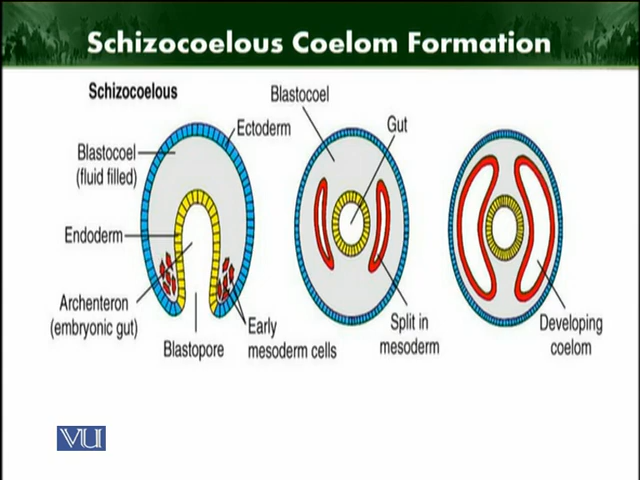 Schizocoelous Coelom Formation
Schizocoelous
Blastocoel
Ectoderm
Gut
Blastocoel
(fluid filled)
Endoderm
Archenteron
(embryonic gut)
Blastopore
Early
mesoderm cells
Split in
mesoderm
Developing
coelom
VU